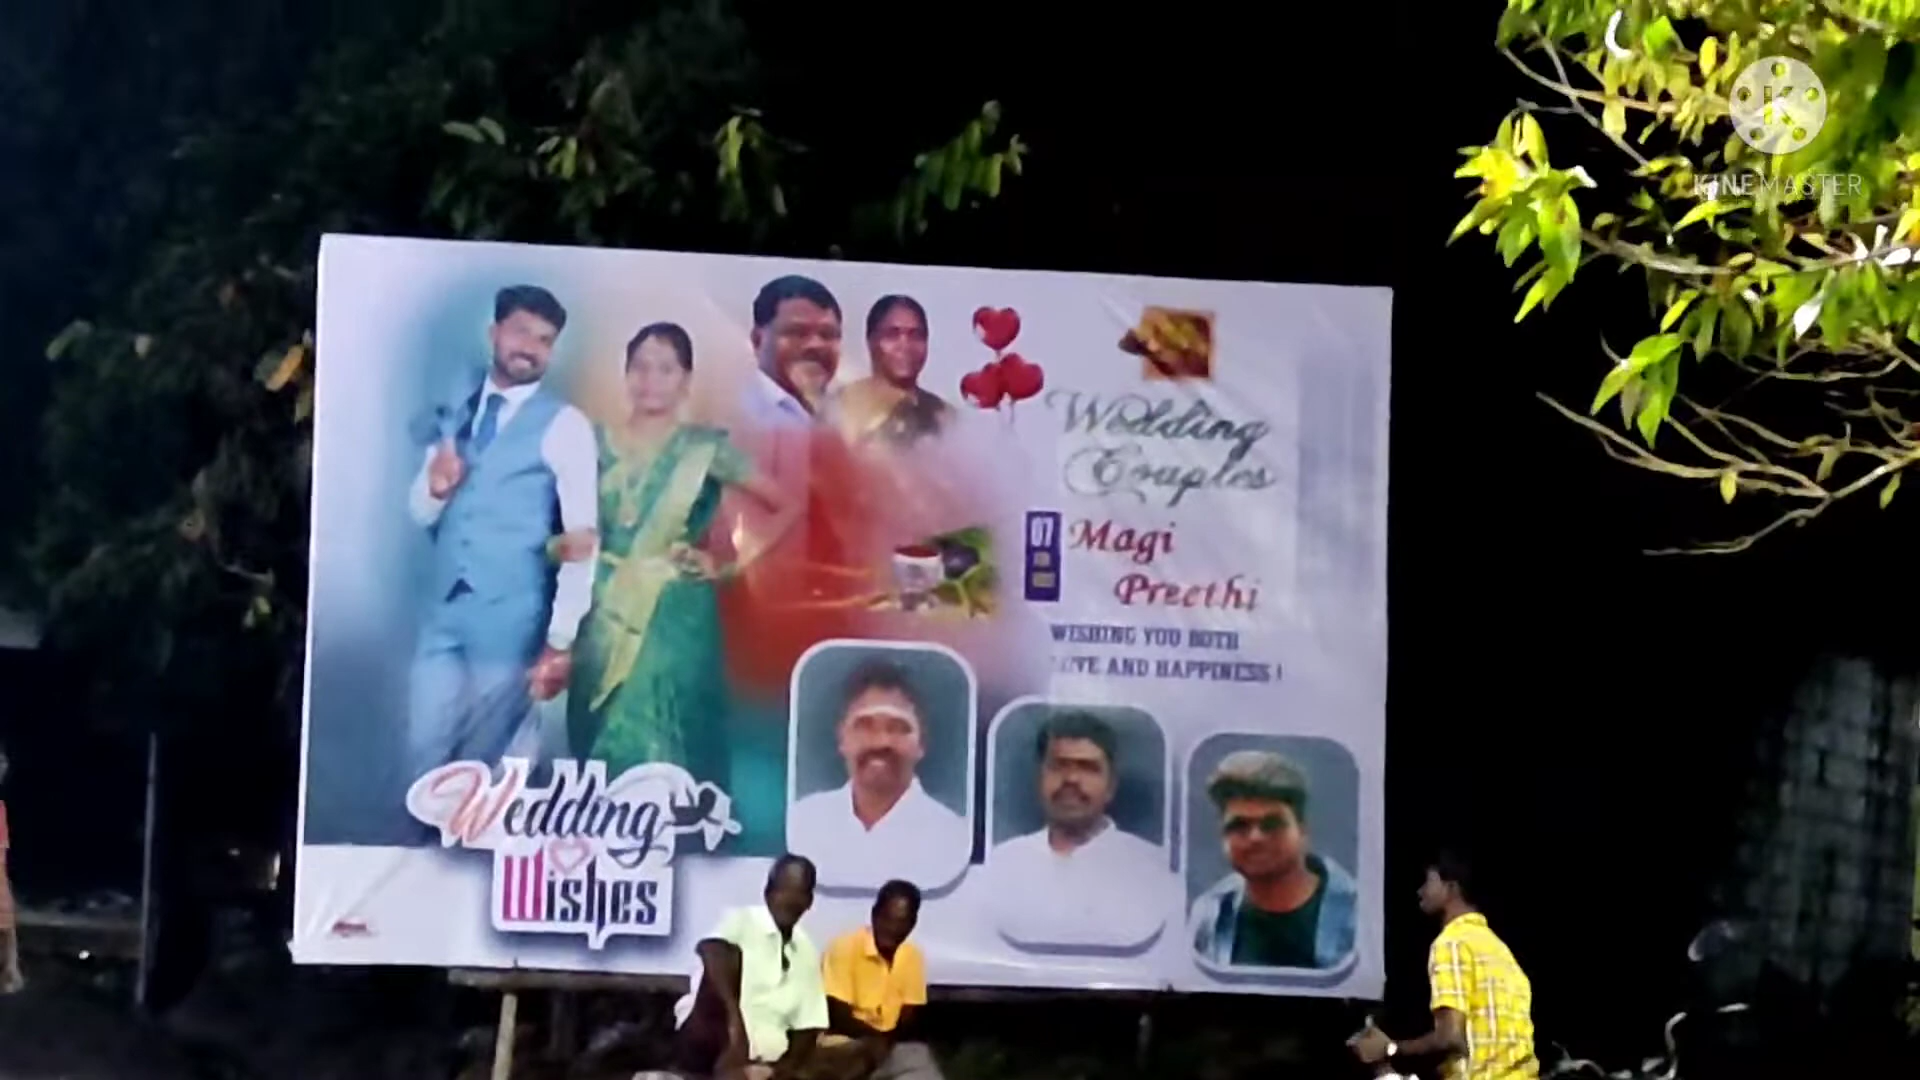 KINEMASTER
Wedding
Couples
07
Magi
Preethi
WISHING YOU BOTH
LOVE AND HAPPINESS !
Wedding
Wishes